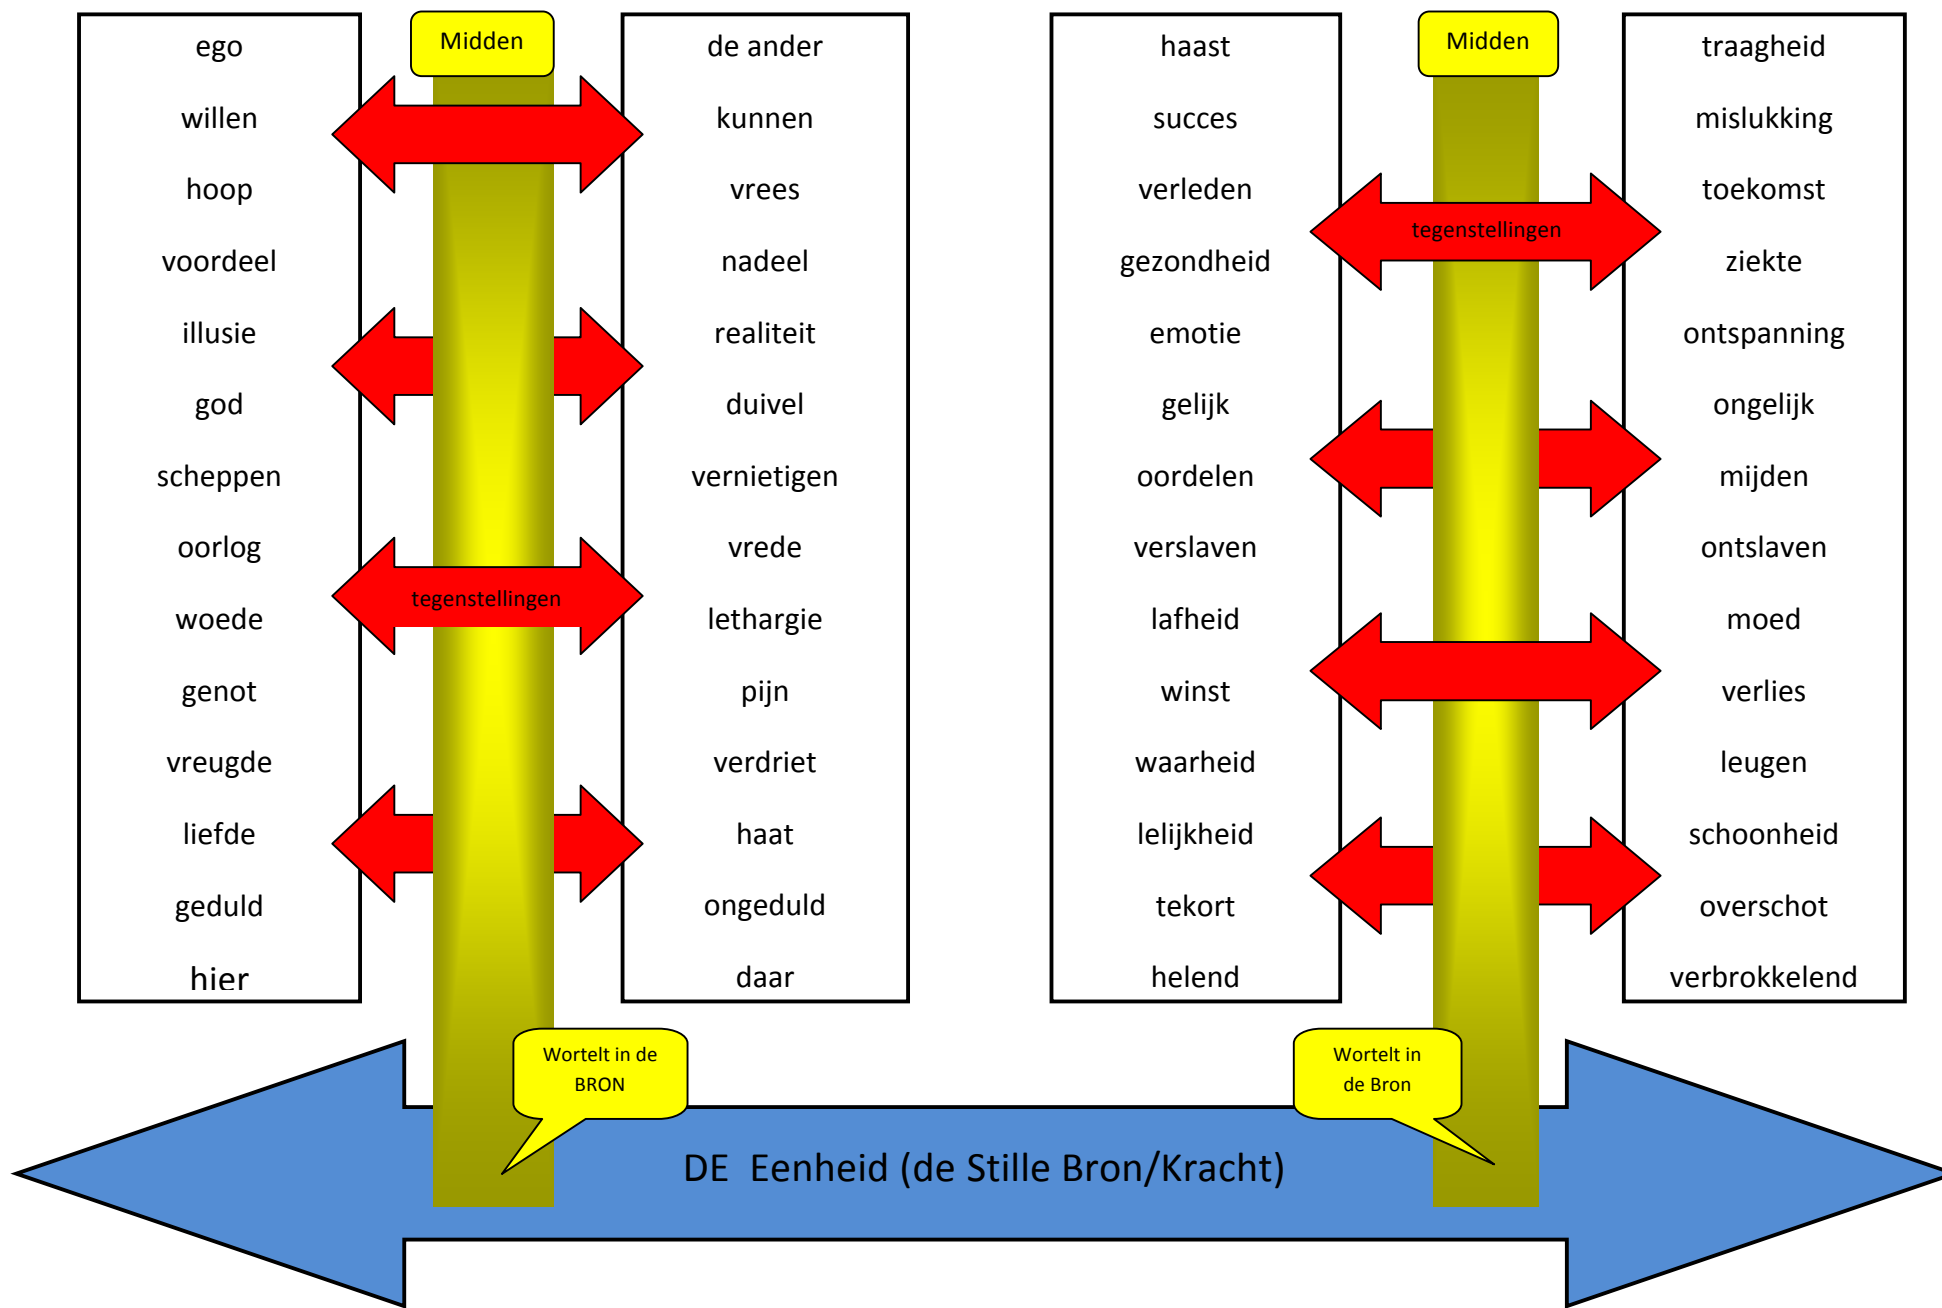 Midden
ego
willen
hoop
voordeel
illusie
god
scheppen
oorlog
woede
genot
vreugde
liefde
geduld
hier
de ander
kunnen
vrees
nadeel
realiteit
duivel
vernietigen
vrede
lethargie
pijn
verdriet
haat
ongeduld
daar
tegenstellingen
Midden
haast
succes
verleden
gezondheid
emotie
gelijk
oordelen
verslaven
lafheid
winst
waarheid
lelijkheid
tekort
helend
traagheid
mislukking
toekomst
ziekte
ontspanning
ongelijk
mijden
ontslaven
moed
verlies
leugen
schoonheid
overschot
verbrokkelend
tegenstellingen
Wortelt in de
BRON
Wortelt in
de Bron
DE Eenheid (de Stille Bron/Kracht)